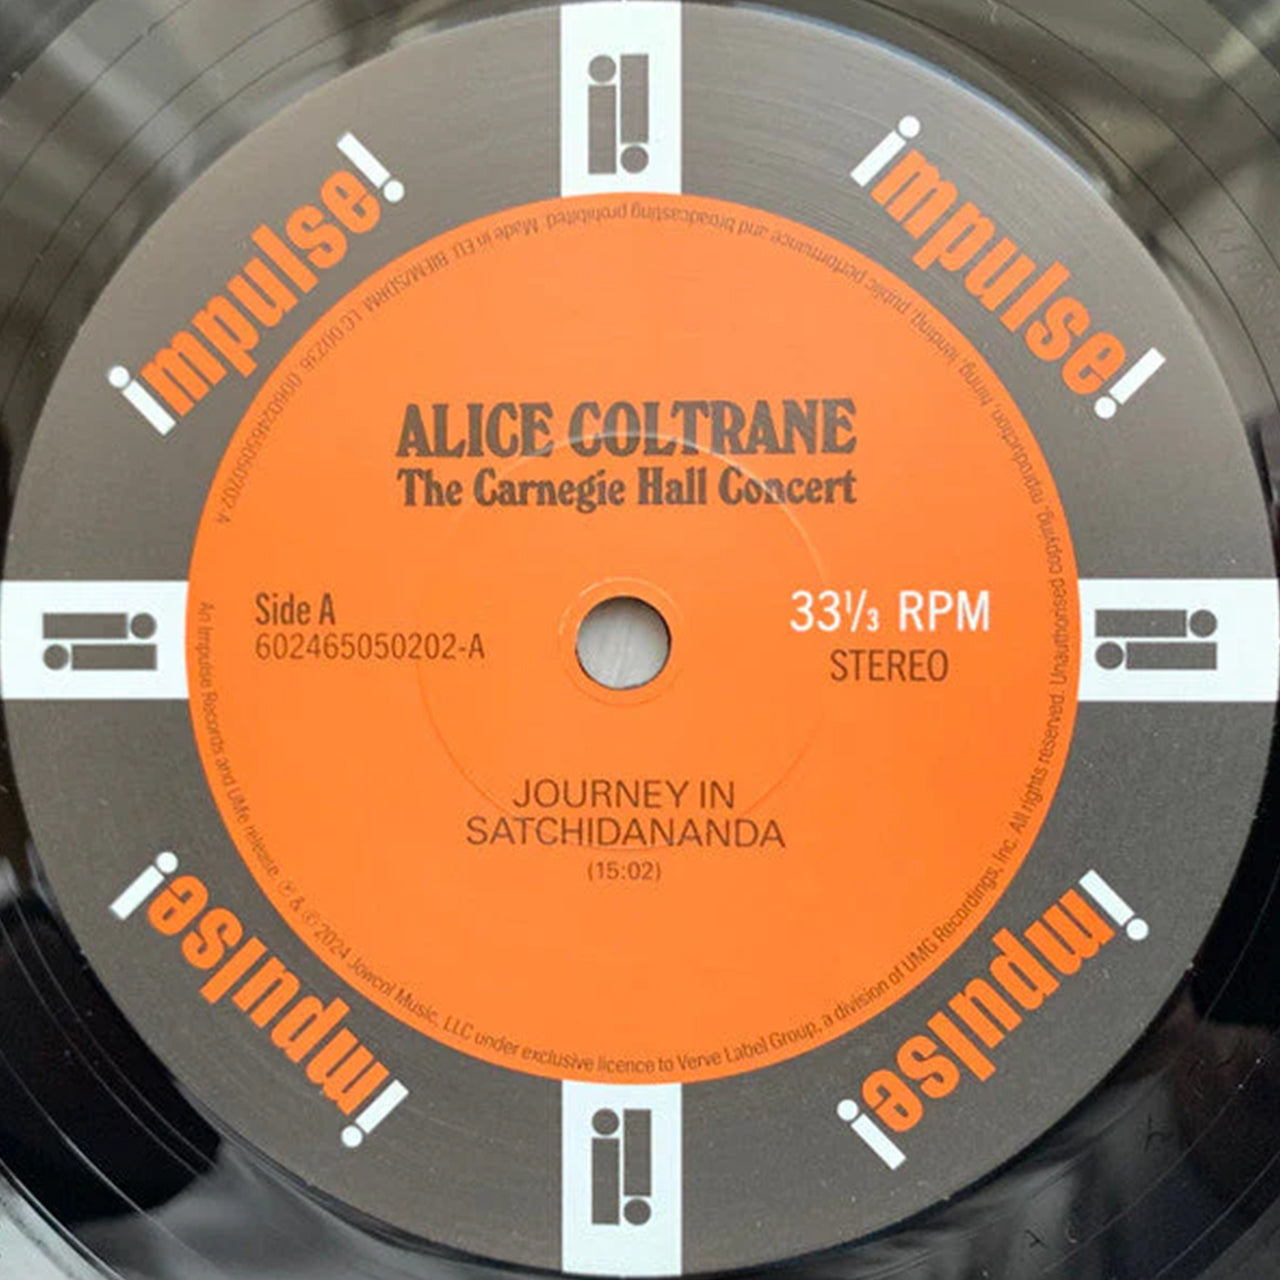 impulse!
impulse!
ALICE COLTRANE
The Carnegie Hall Concert
Side A
602465050202-A
33⅓ RPM
STEREO
JOURNEY IN
SATCHIDANANDA
(15:02)
An Impulse Records and UMe release. ℗ & © 2024 Jowcol Music, LLC under exclusive licence to Verve Label Group, a division of UMG Recordings, Inc. All rights reserved. Unauthorised copying, reproduction, hiring, lending, public performance and broadcasting prohibited. Made in EU. BIEM/SDRM. LC 00236.
impulse!
impulse!